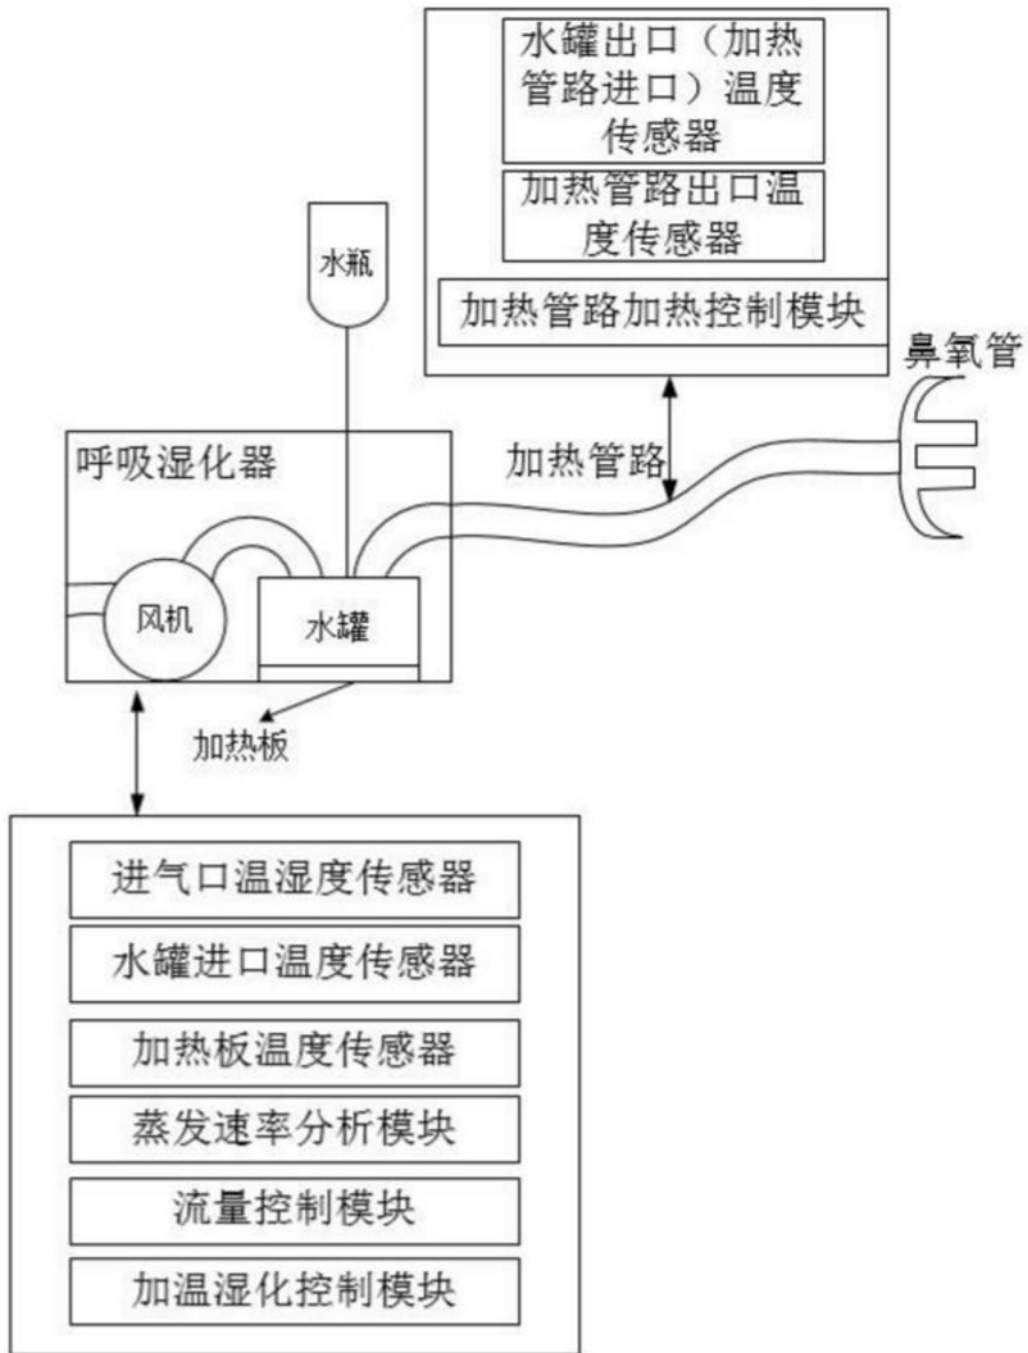 水罐出口（加热
管路进口）温度
传感器
加热管路出口温
度传感器
加热管路加热控制模块
水瓶
鼻氧管
呼吸湿化器
加热管路
风机
水罐
加热板
进气口温湿度传感器
水罐进口温度传感器
加热板温度传感器
蒸发速率分析模块
流量控制模块
加温湿化控制模块